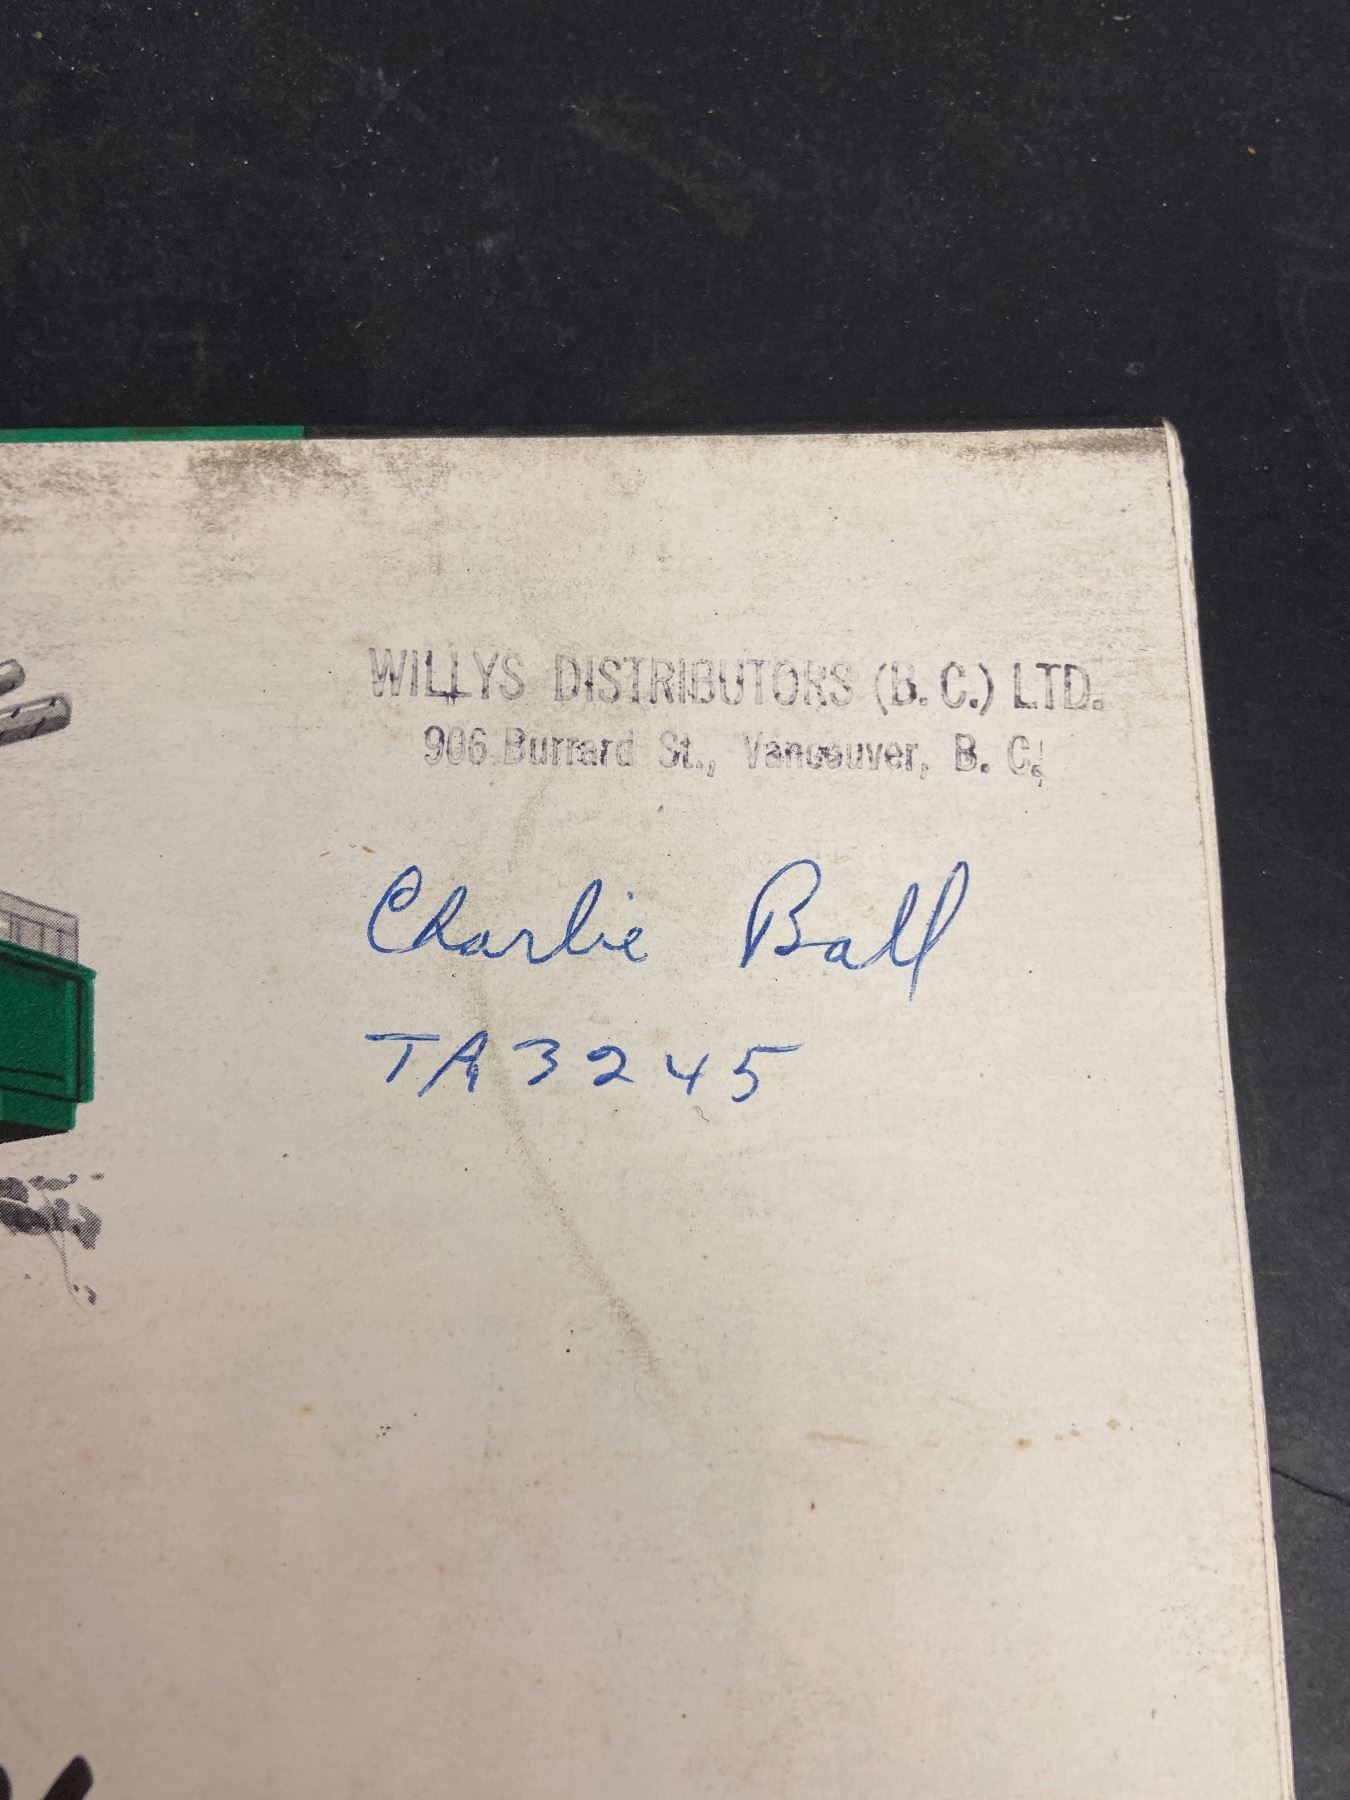 WILLYS DISTRIBUTORS (B. C.) LTD.
906 Burrard St., Vancouver, B. C.
Charlie Ball
TA3245